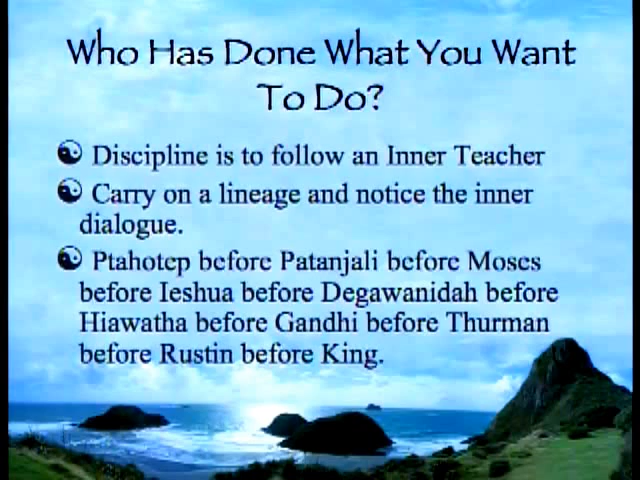 Who Has Done What You Want
To Do?
☯ Discipline is to follow an Inner Teacher
☯ Carry on a lineage and notice the inner
dialogue.
☯ Ptahotep before Patanjali before Moses
before Ieshua before Degawanidah before
Hiawatha before Gandhi before Thurman
before Rustin before King.